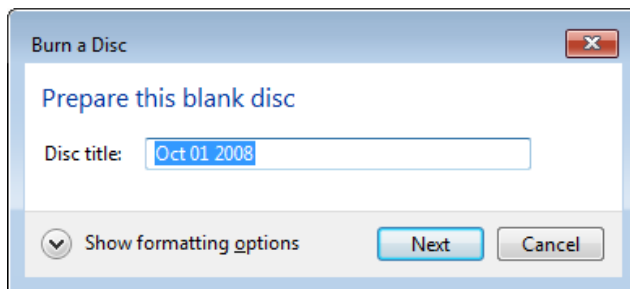 Burn a Disc
Prepare this blank disc
Disc title: Oct 01 2008
Show formatting options Next Cancel